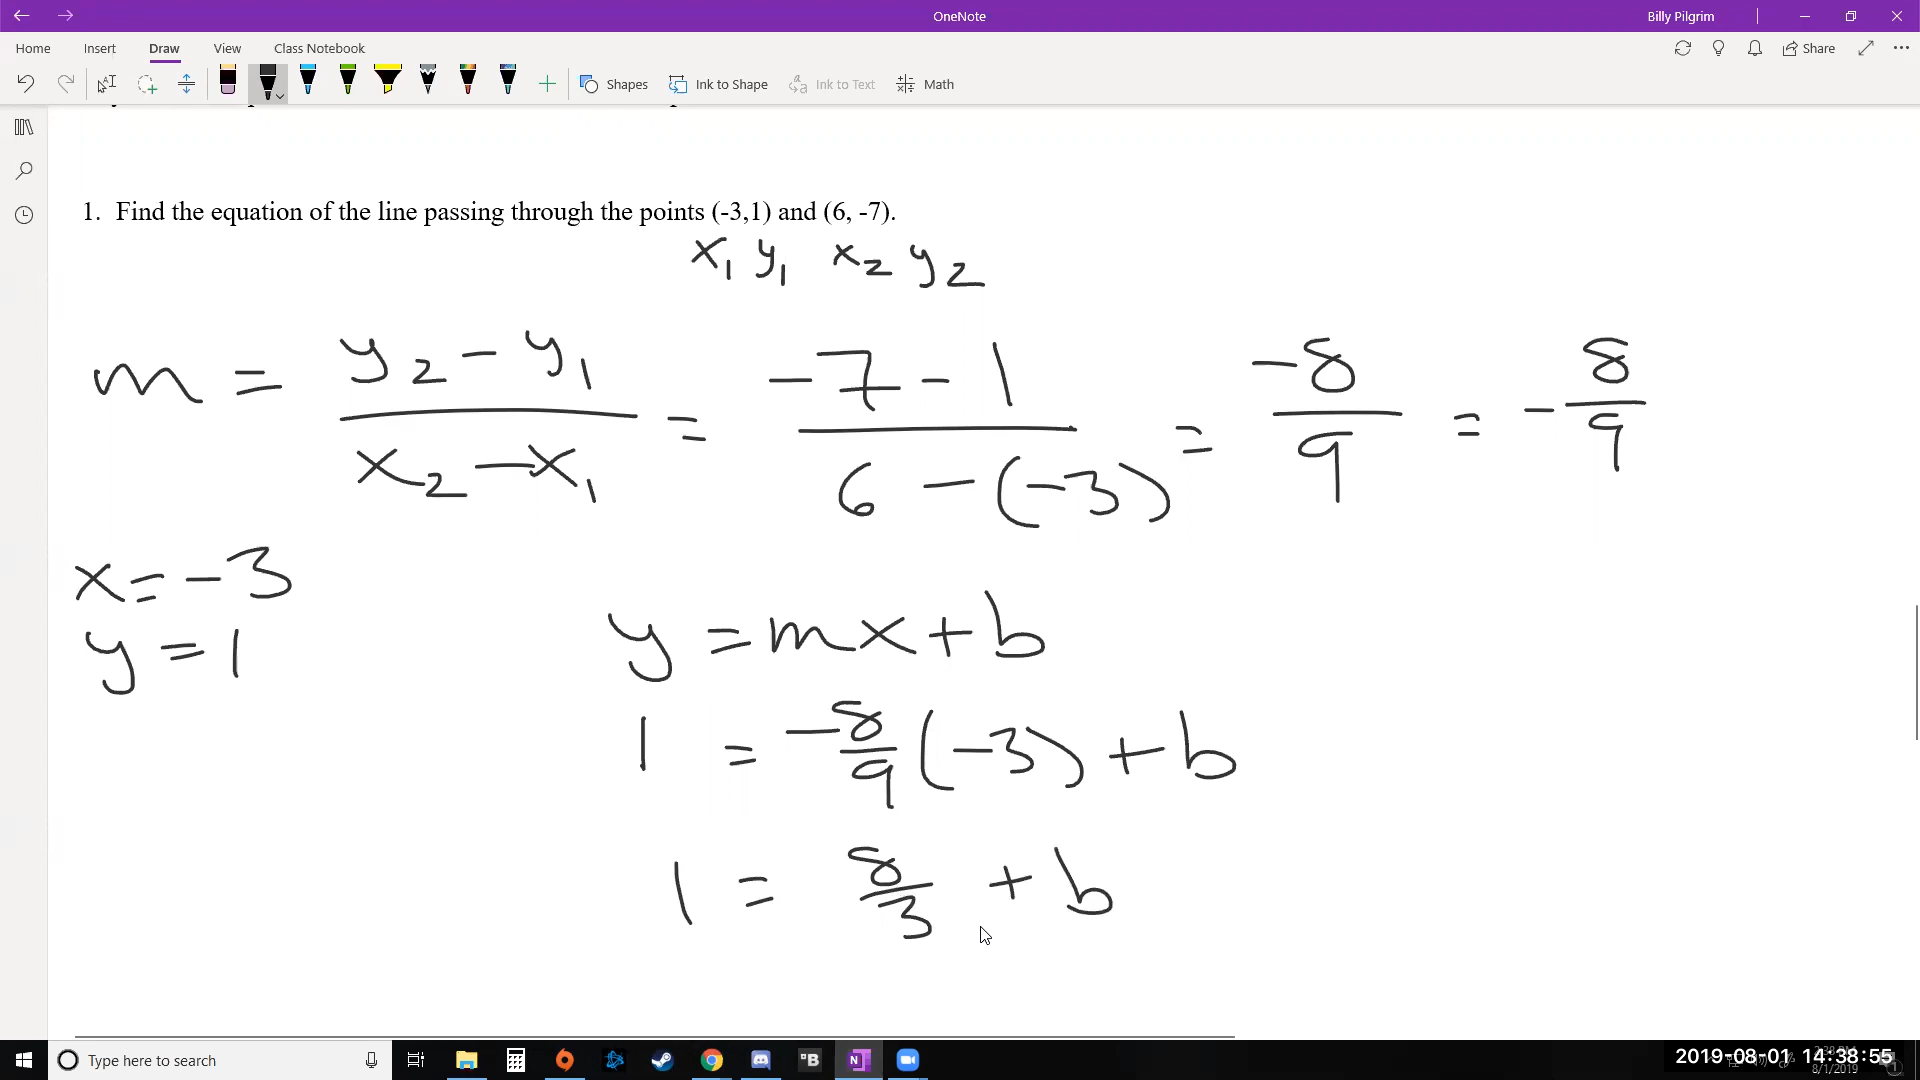 OneNote
Billy Pilgrim
Home Insert Draw View Class Notebook Share
Shapes Ink to Shape Ink to Text Math
1. Find the equation of the line passing through the points (-3,1) and (6, -7).
x₁ y₁ x₂ y₂
m = (y₂ - y₁)/(x₂ - x₁) = (-7 - 1)/(6 - (-3)) = -8/9 = -8/9
x = -3
y = 1
y = mx + b
1 = -8/9 (-3) + b
1 = 8/3 + b
Type here to search
2019-08-01 14:38:55
8/1/2019